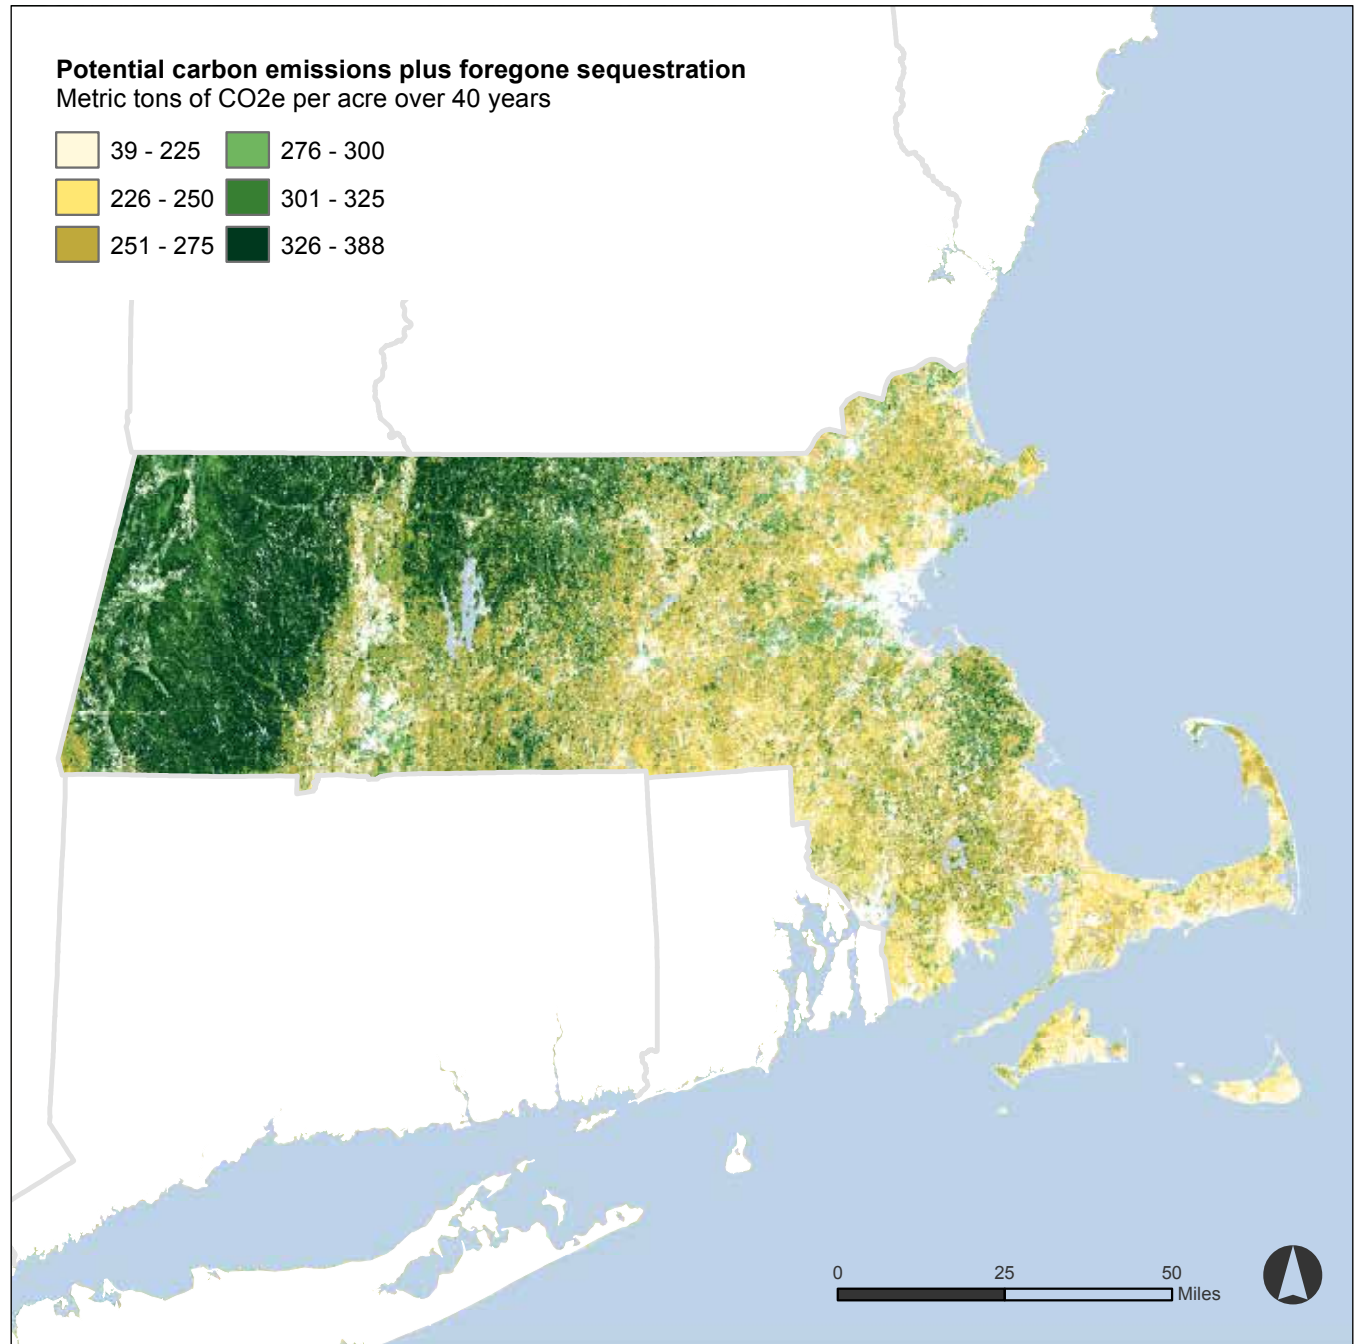 Potential carbon emissions plus foregone sequestration
Metric tons of CO2e per acre over 40 years
39 - 225
276 - 300
226 - 250
301 - 325
251 - 275
326 - 388
0 25 50
Miles